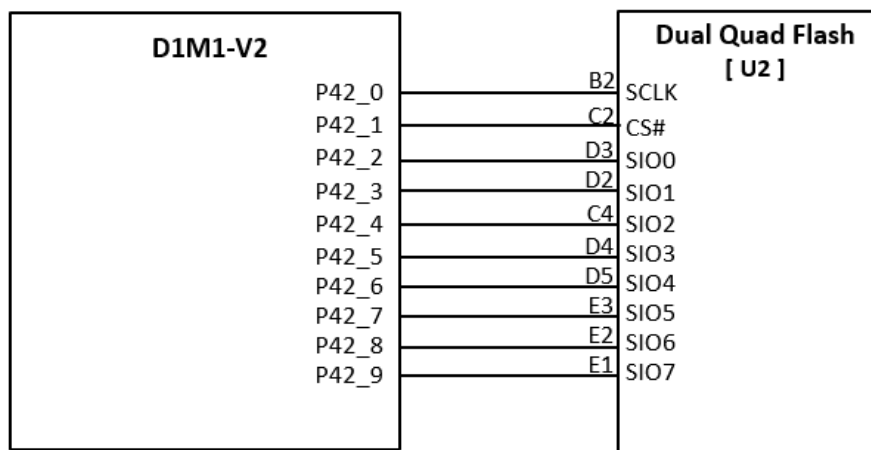 D1M1-V2
Dual Quad Flash
[ U2 ]
P42_0 B2 SCLK
P42_1 C2 CS#
P42_2 D3 SIO0
P42_3 D2 SIO1
P42_4 C4 SIO2
P42_5 D4 SIO3
P42_6 D5 SIO4
P42_7 E3 SIO5
P42_8 E2 SIO6
P42_9 E1 SIO7